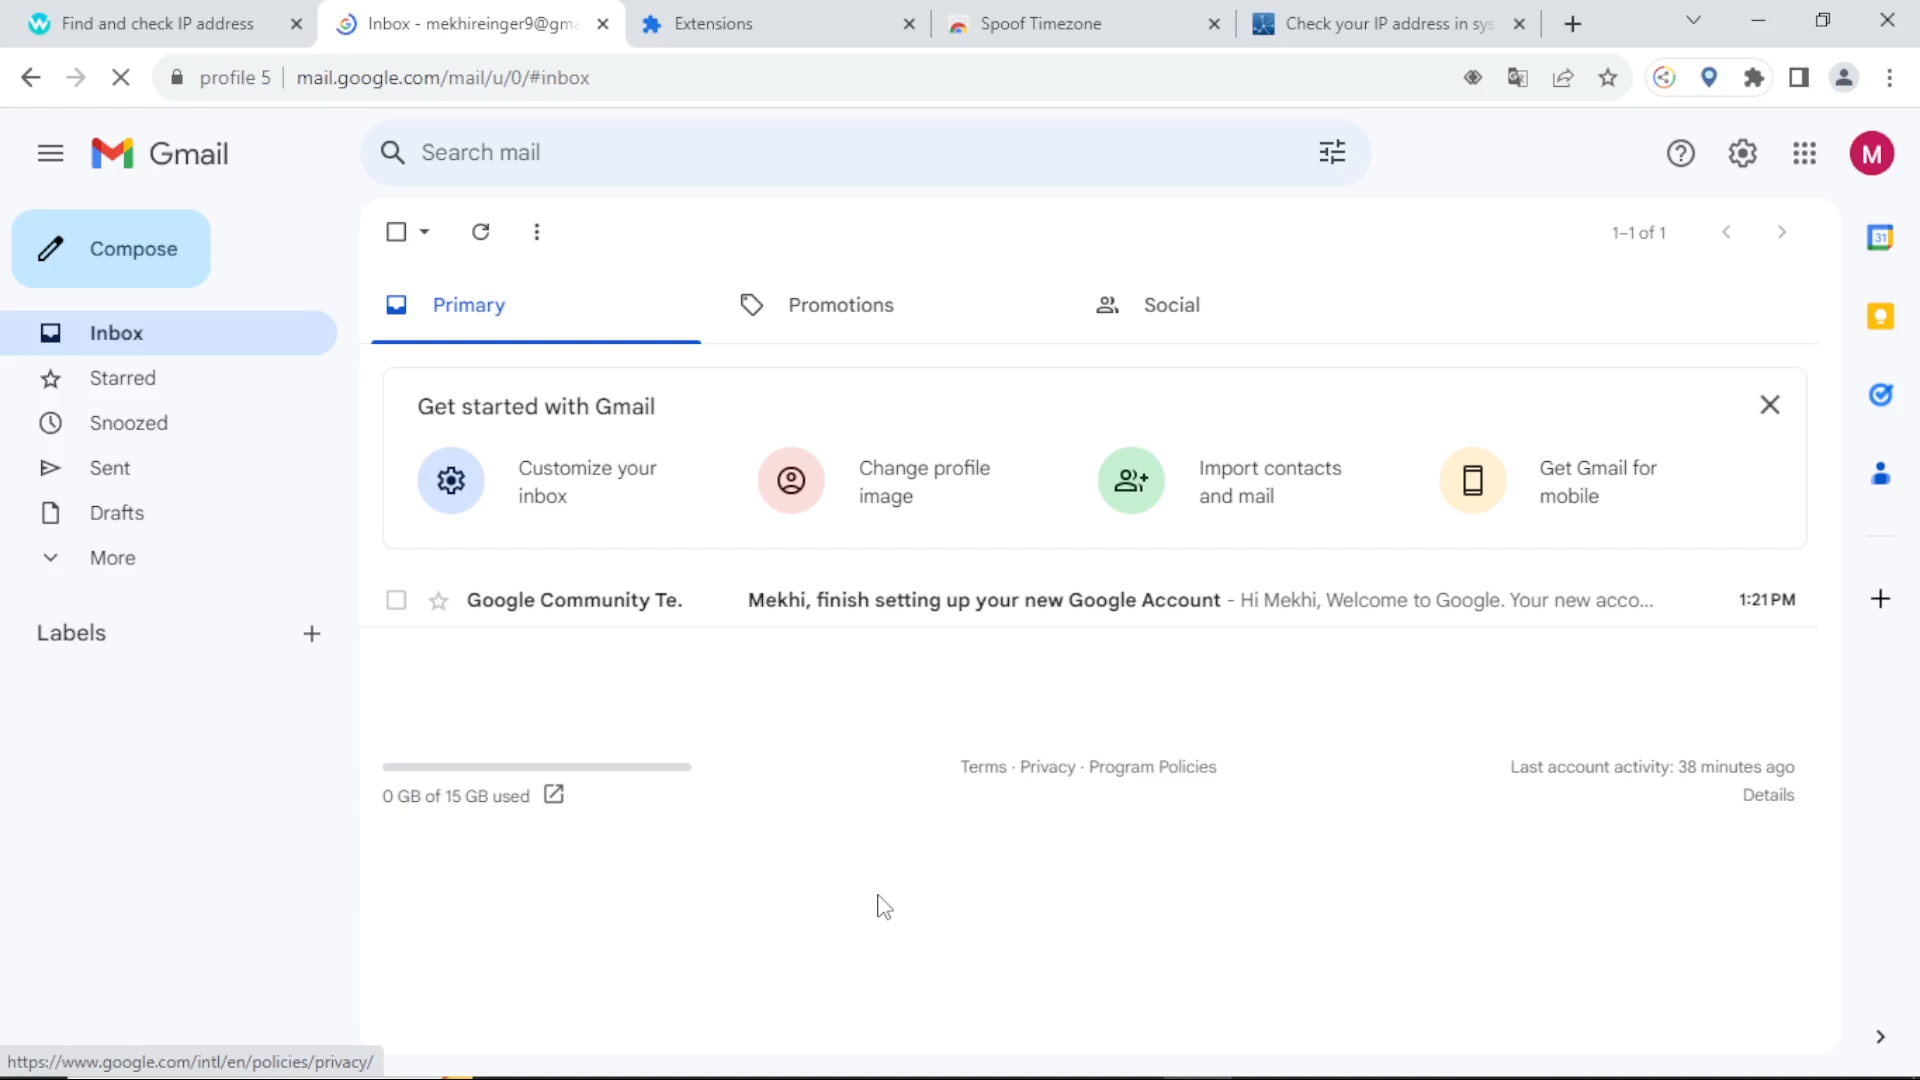 Find and check IP address
Inbox - mekhireinger9@gma
Extensions
Spoof Timezone
Check your IP address in sys
profile 5
mail.google.com/mail/u/0/#inbox
Gmail
Search mail
M
Compose
1–1 of 1
31
Primary
Promotions
Social
Inbox
Starred
Snoozed
Sent
Drafts
More
Labels
Get started with Gmail
Customize your
inbox
Change profile
image
Import contacts
and mail
Get Gmail for
mobile
Google Community Te.
Mekhi, finish setting up your new Google Account - Hi Mekhi, Welcome to Google. Your new acco...
1:21 PM
0 GB of 15 GB used
Terms · Privacy · Program Policies
Last account activity: 38 minutes ago
Details
https://www.google.com/intl/en/policies/privacy/